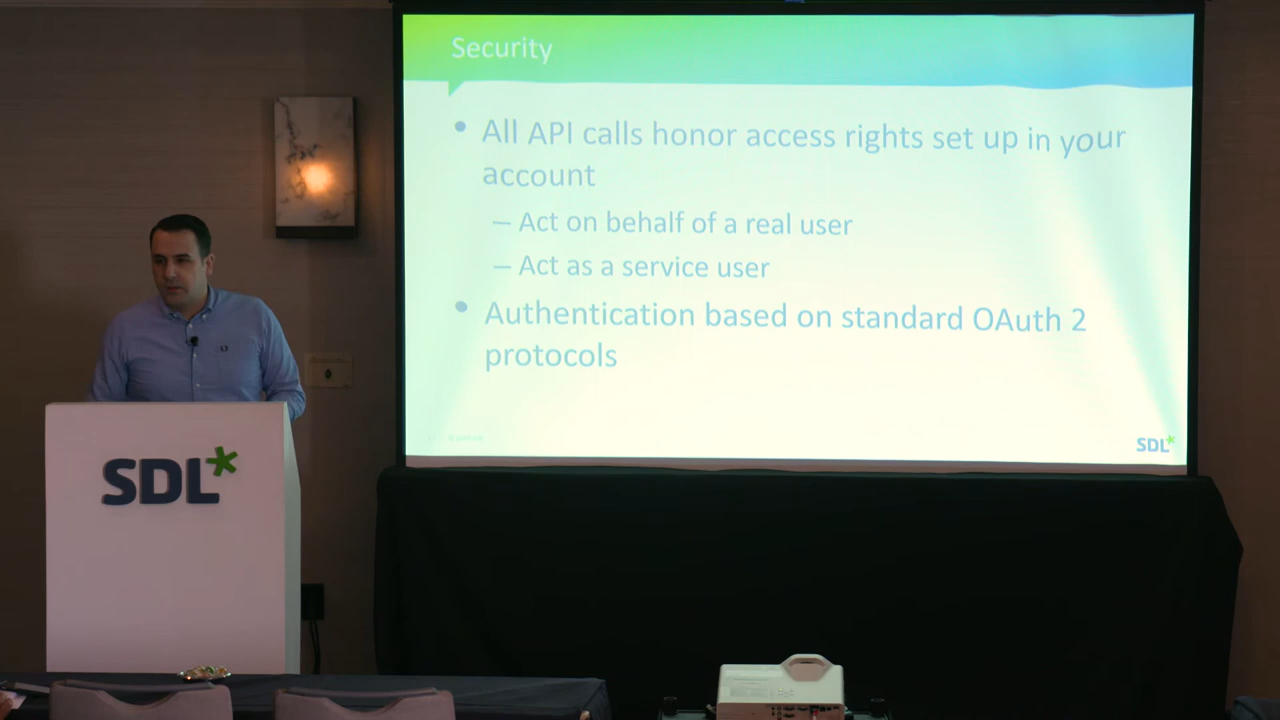 Security
• All API calls honor access rights set up in your
account
– Act on behalf of a real user
– Act as a service user
• Authentication based on standard OAuth 2
protocols
SDL*
SDL*